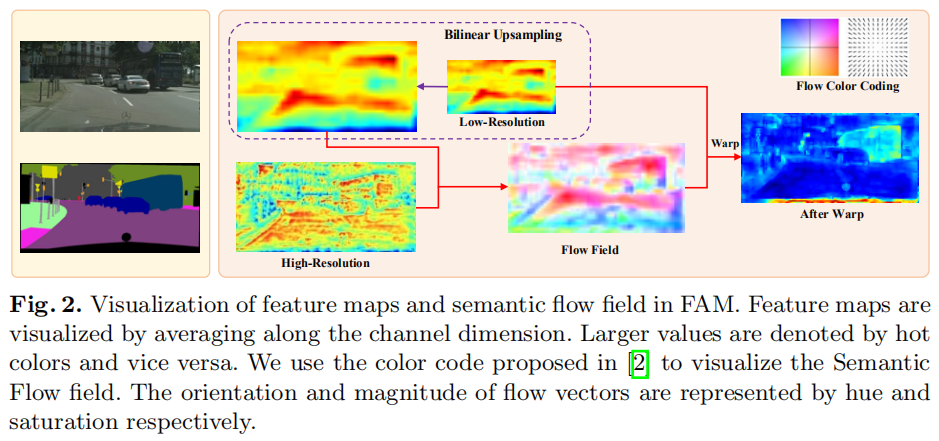 Bilinear Upsampling
Low-Resolution
Flow Color Coding
Warp
High-Resolution
Flow Field
After Warp
Fig. 2. Visualization of feature maps and semantic flow field in FAM. Feature maps are
visualized by averaging along the channel dimension. Larger values are denoted by hot
colors and vice versa. We use the color code proposed in [2] to visualize the Semantic
Flow field. The orientation and magnitude of flow vectors are represented by hue and
saturation respectively.